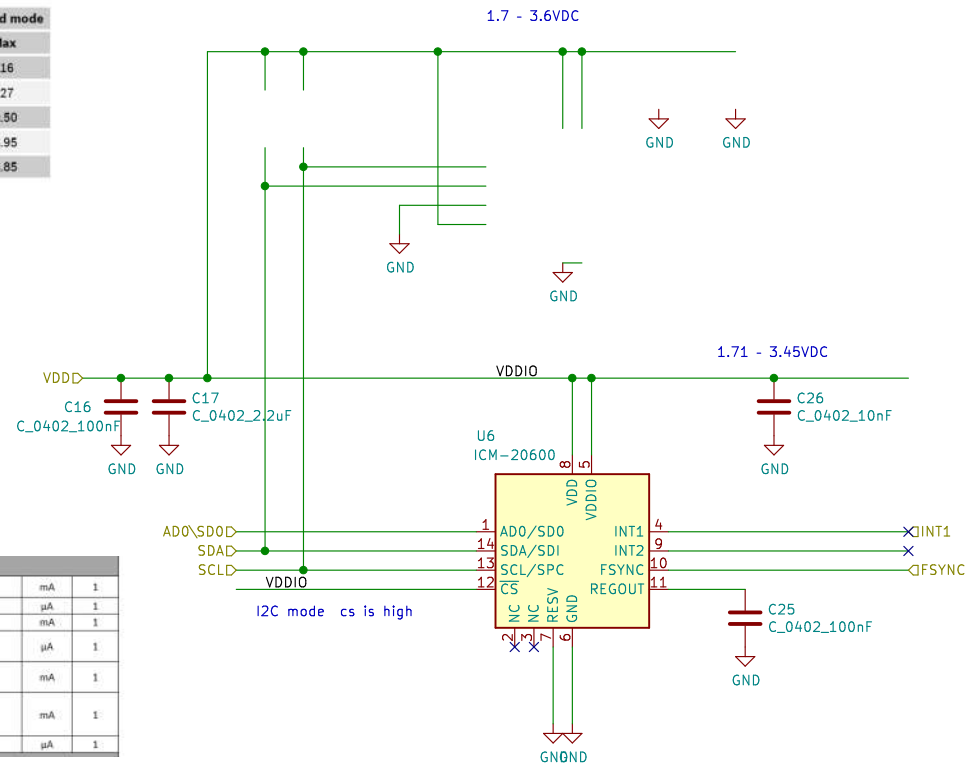 d mode
1.7 - 3.6VDC
16
27
.50
.95
.85
GND
GND
GND
GND
1.71 - 3.45VDC
VDD
VDDIO
C16
C_0402_100nF
C17
C_0402_2.2uF
C26
C_0402_10nF
GND
GND
GND
U6
ICM-20600
8
5
VDD
VDDIO
AD0\SD0
1
AD0/SD0
INT1
4
INT1
SDA
14
SDA/SDI
INT2
9
SCL
13
SCL/SPC
FSYNC
10
FSYNC
VDDIO
12
CS
REGOUT
11
I2C mode cs is high
NC
NC
RESV
GND
2
3
7
6
C25
C_0402_100nF
GND
GND
GND
mA 1
µA 1
mA 1
µA 1
mA 1
mA 1
µA 1